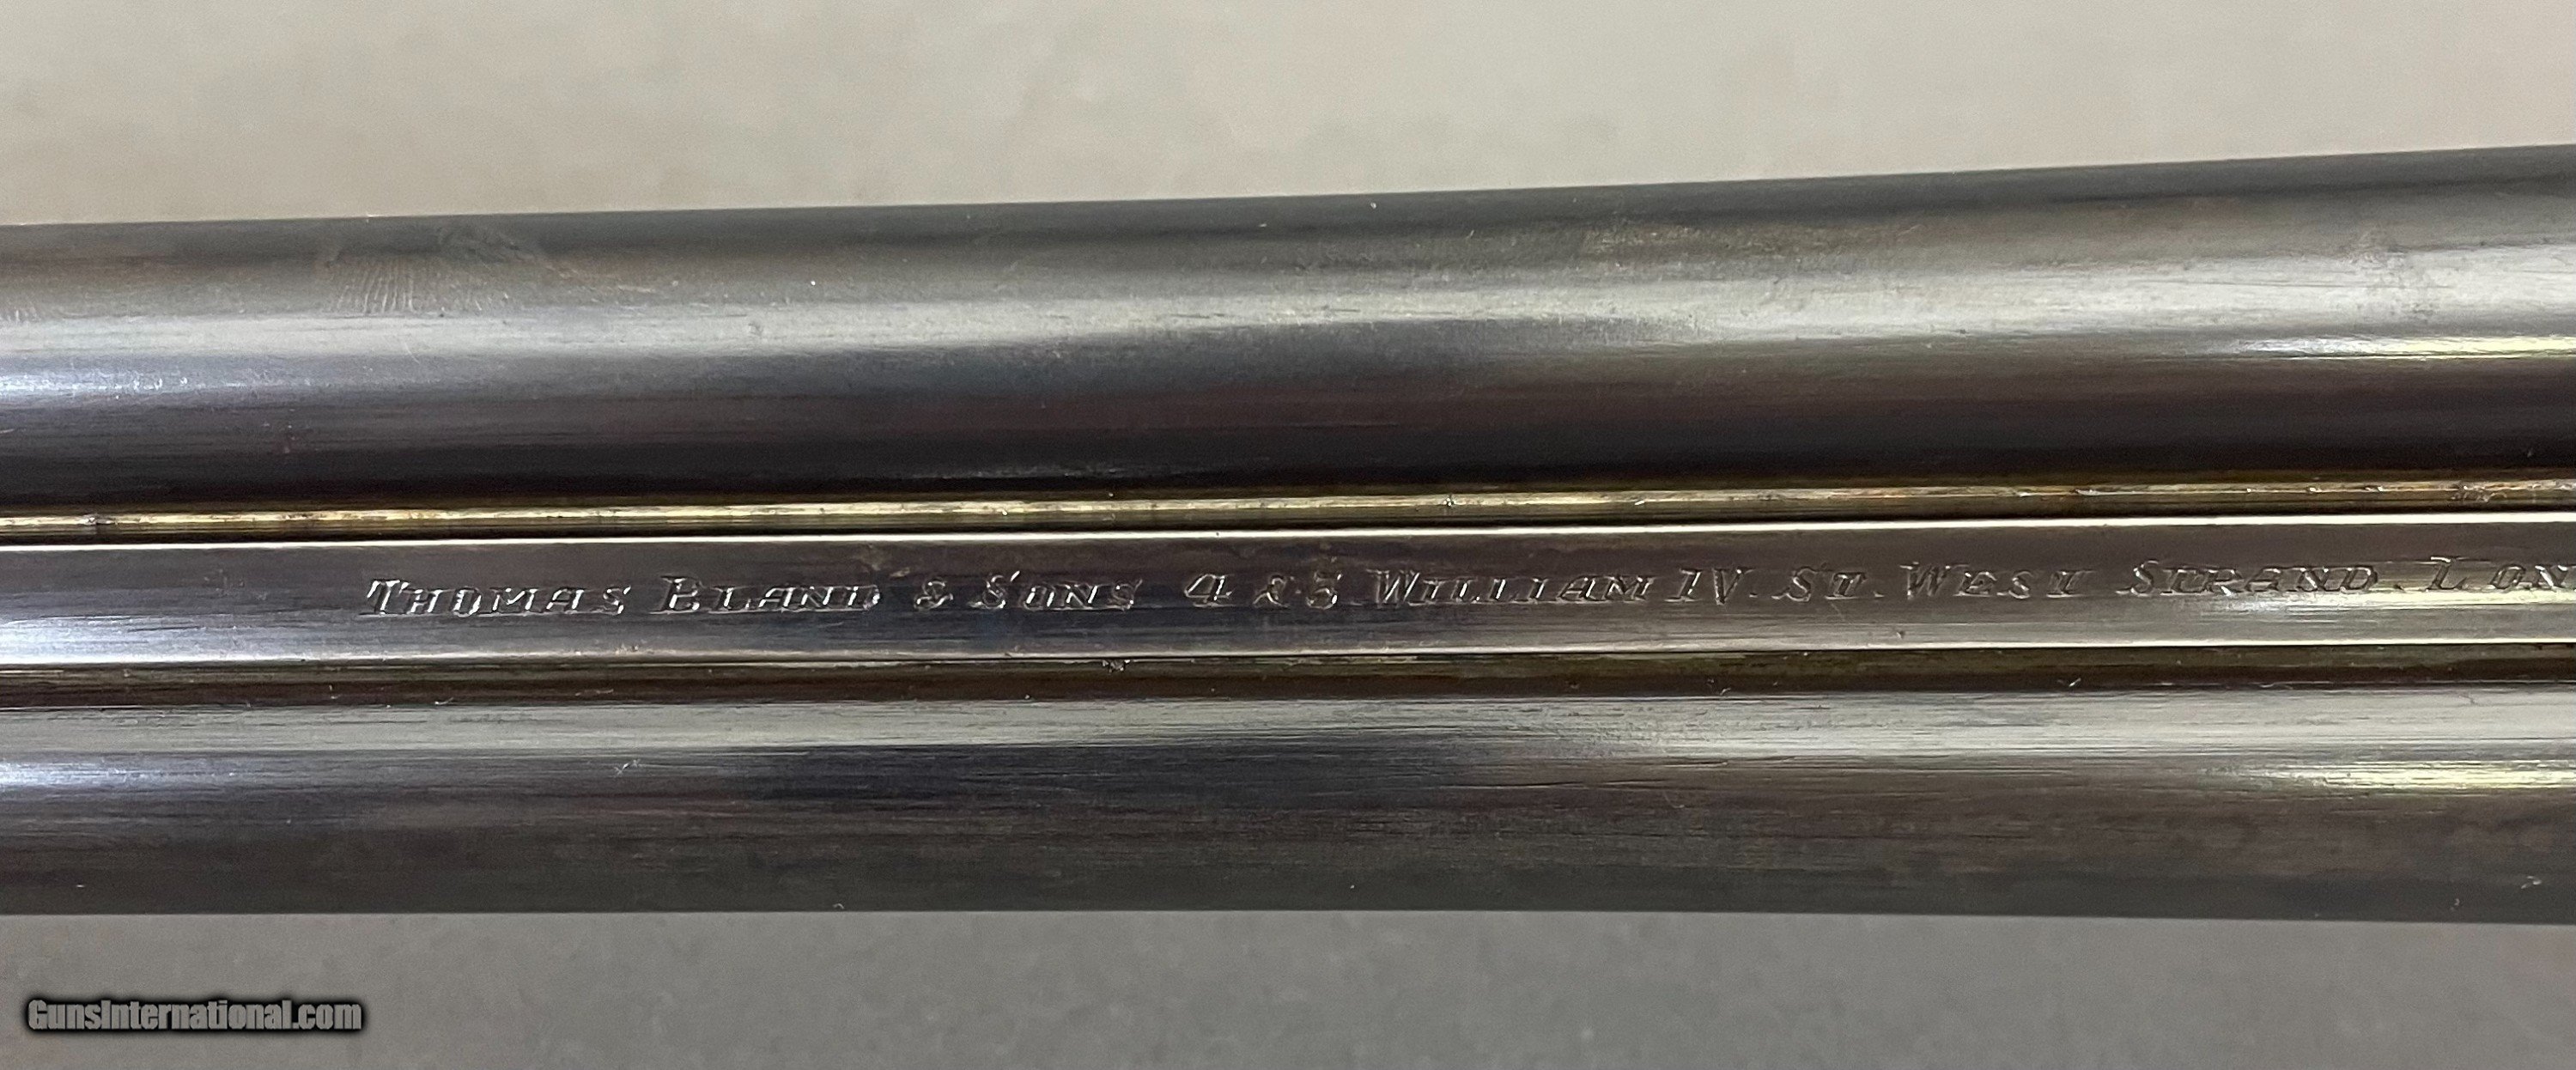 THOMAS BLAND & SONS 4 & 5 WILLIAM IV. ST. WEST STRAND. LON
GunsInternational.com